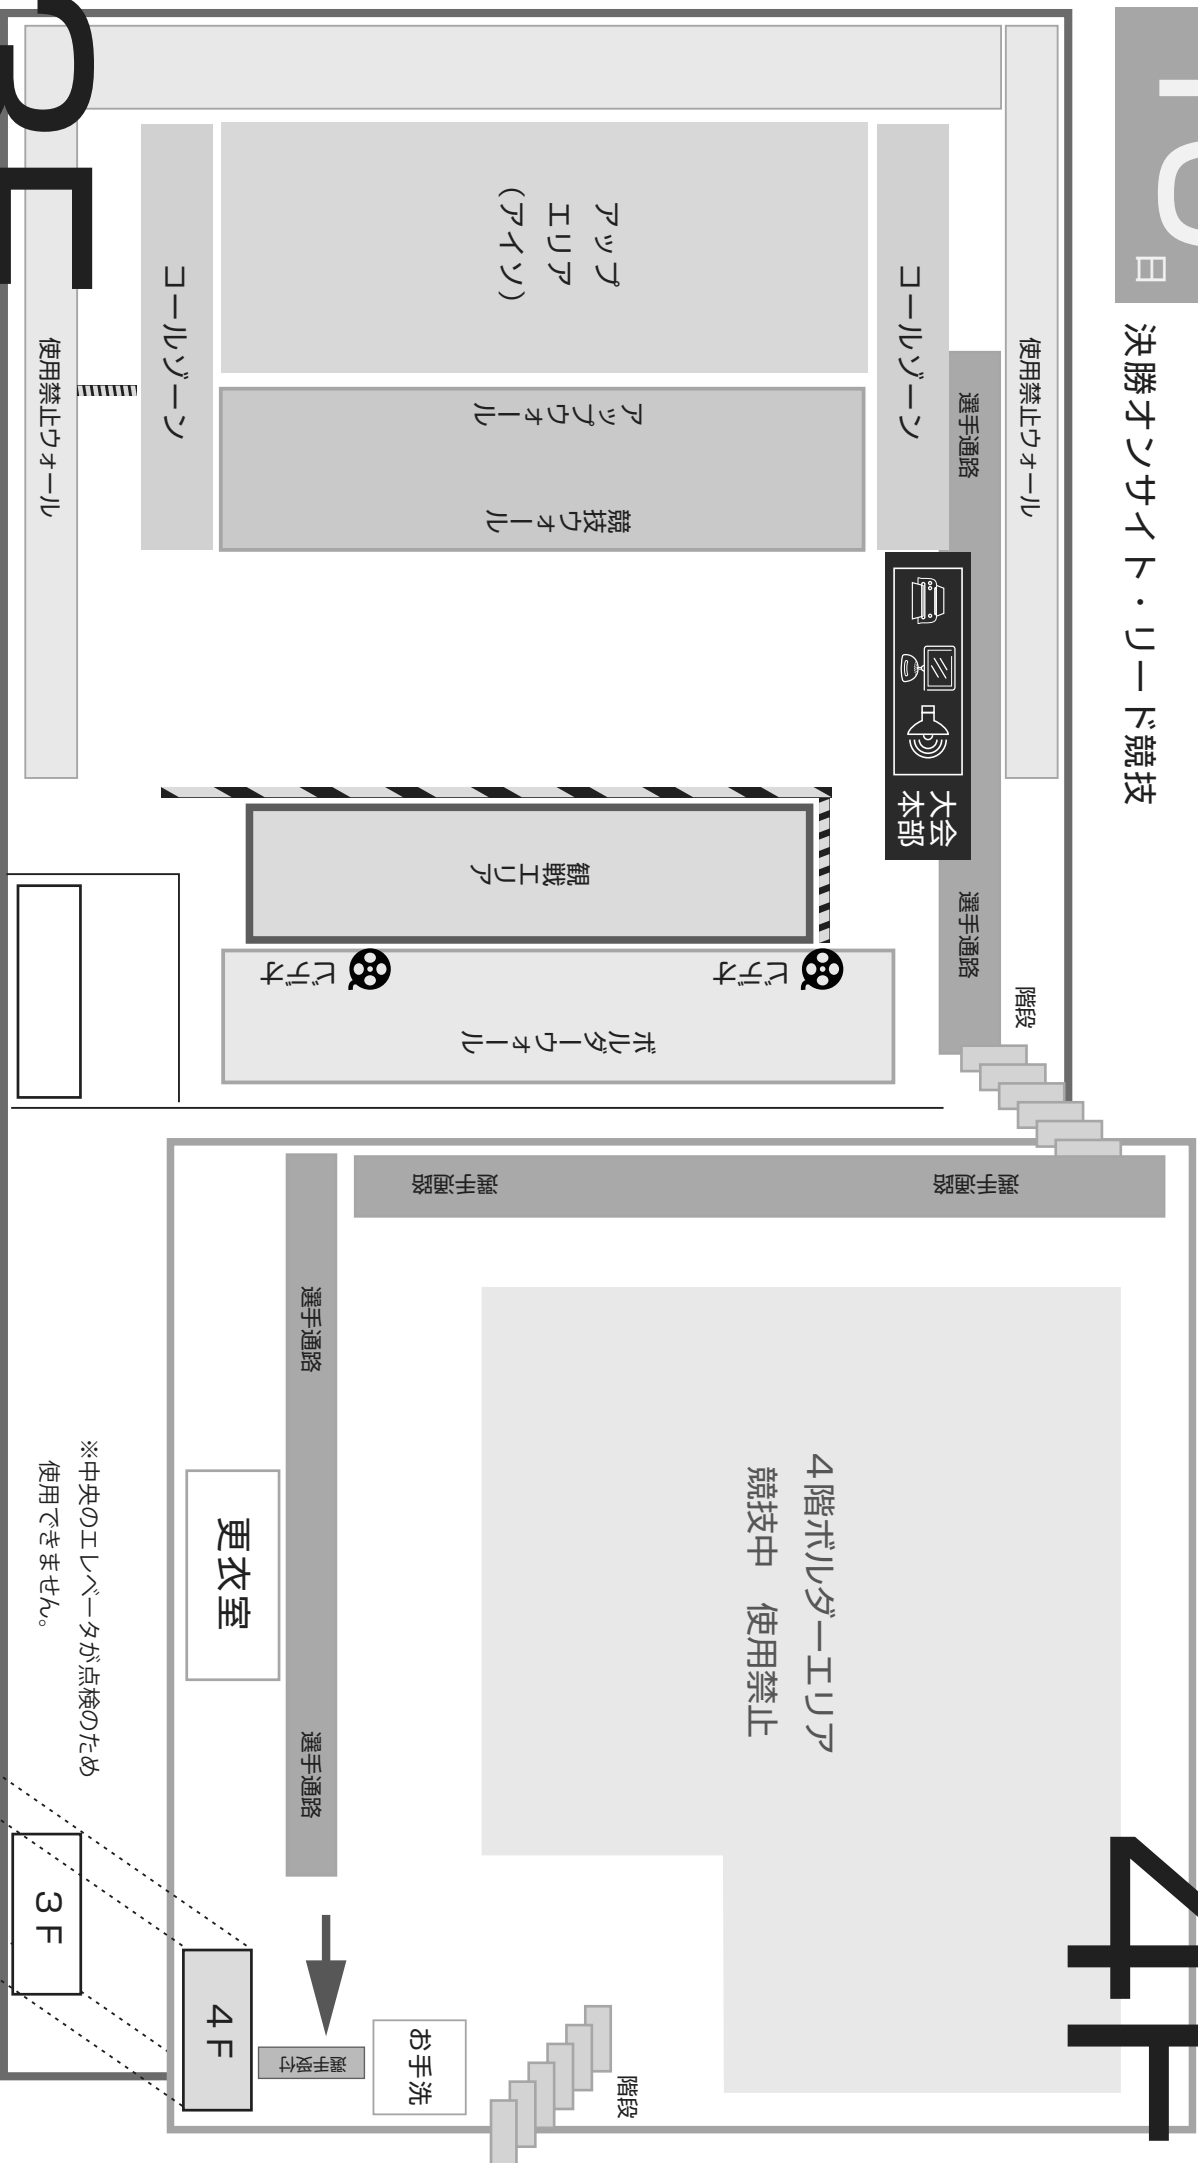 10
日
決勝オンサイト・リード競技
3F
使用禁止ウォール
使用禁止ウォール
コールゾーン
アップ
エリア
(アイソ)
コールゾーン
選手通路
アップウォール
競技ウォール
大会
本部
観戦エリア
選手通路
階段
ビデオ
ビデオ
ボルダーウォール
選手通路
選手通路
選手通路
4階ボルダーエリア
競技中 使用禁止
更衣室
選手通路
※中央のエレベータが点検のため
使用できません。
3F
4F
選手受付
お手洗
階段
4F